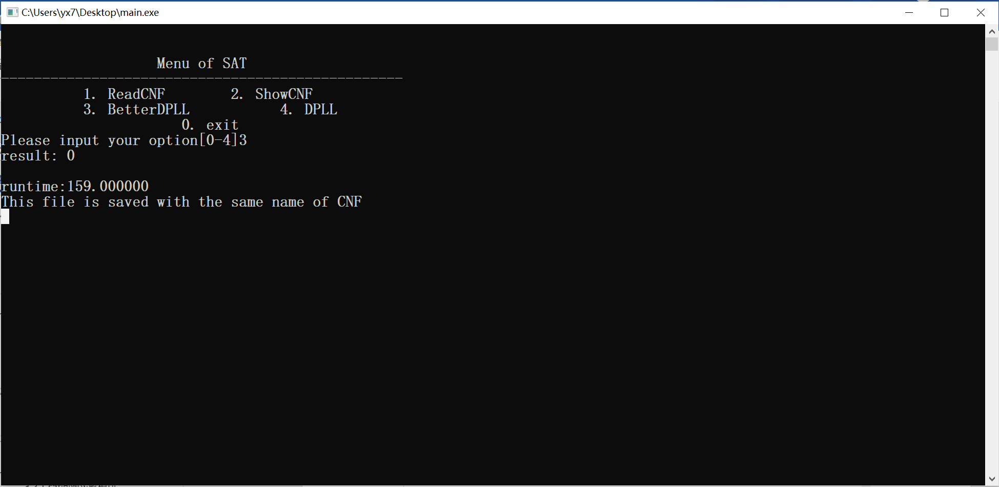 C:\Users\yx7\Desktop\main.exe
Menu of SAT
-------------------------------------------------
1. ReadCNF 2. ShowCNF
3. BetterDPLL 4. DPLL
0. exit
Please input your option[0-4]3
result: 0
runtime:159.000000
This file is saved with the same name of CNF